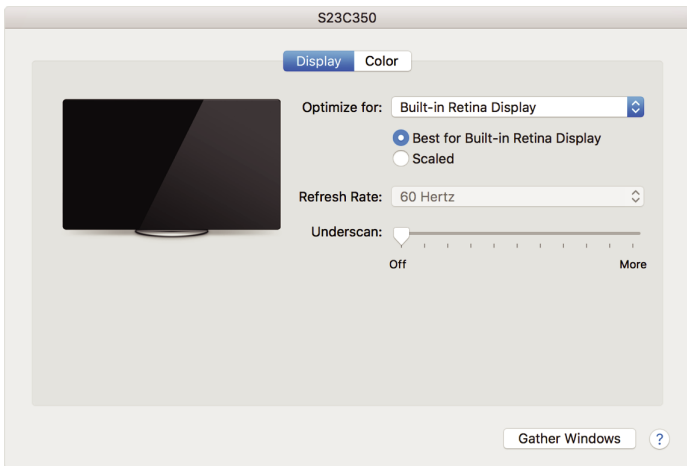 S23C350
Display Color
Optimize for: Built-in Retina Display
Best for Built-in Retina Display
Scaled
Refresh Rate: 60 Hertz
Underscan:
Off More
Gather Windows ?